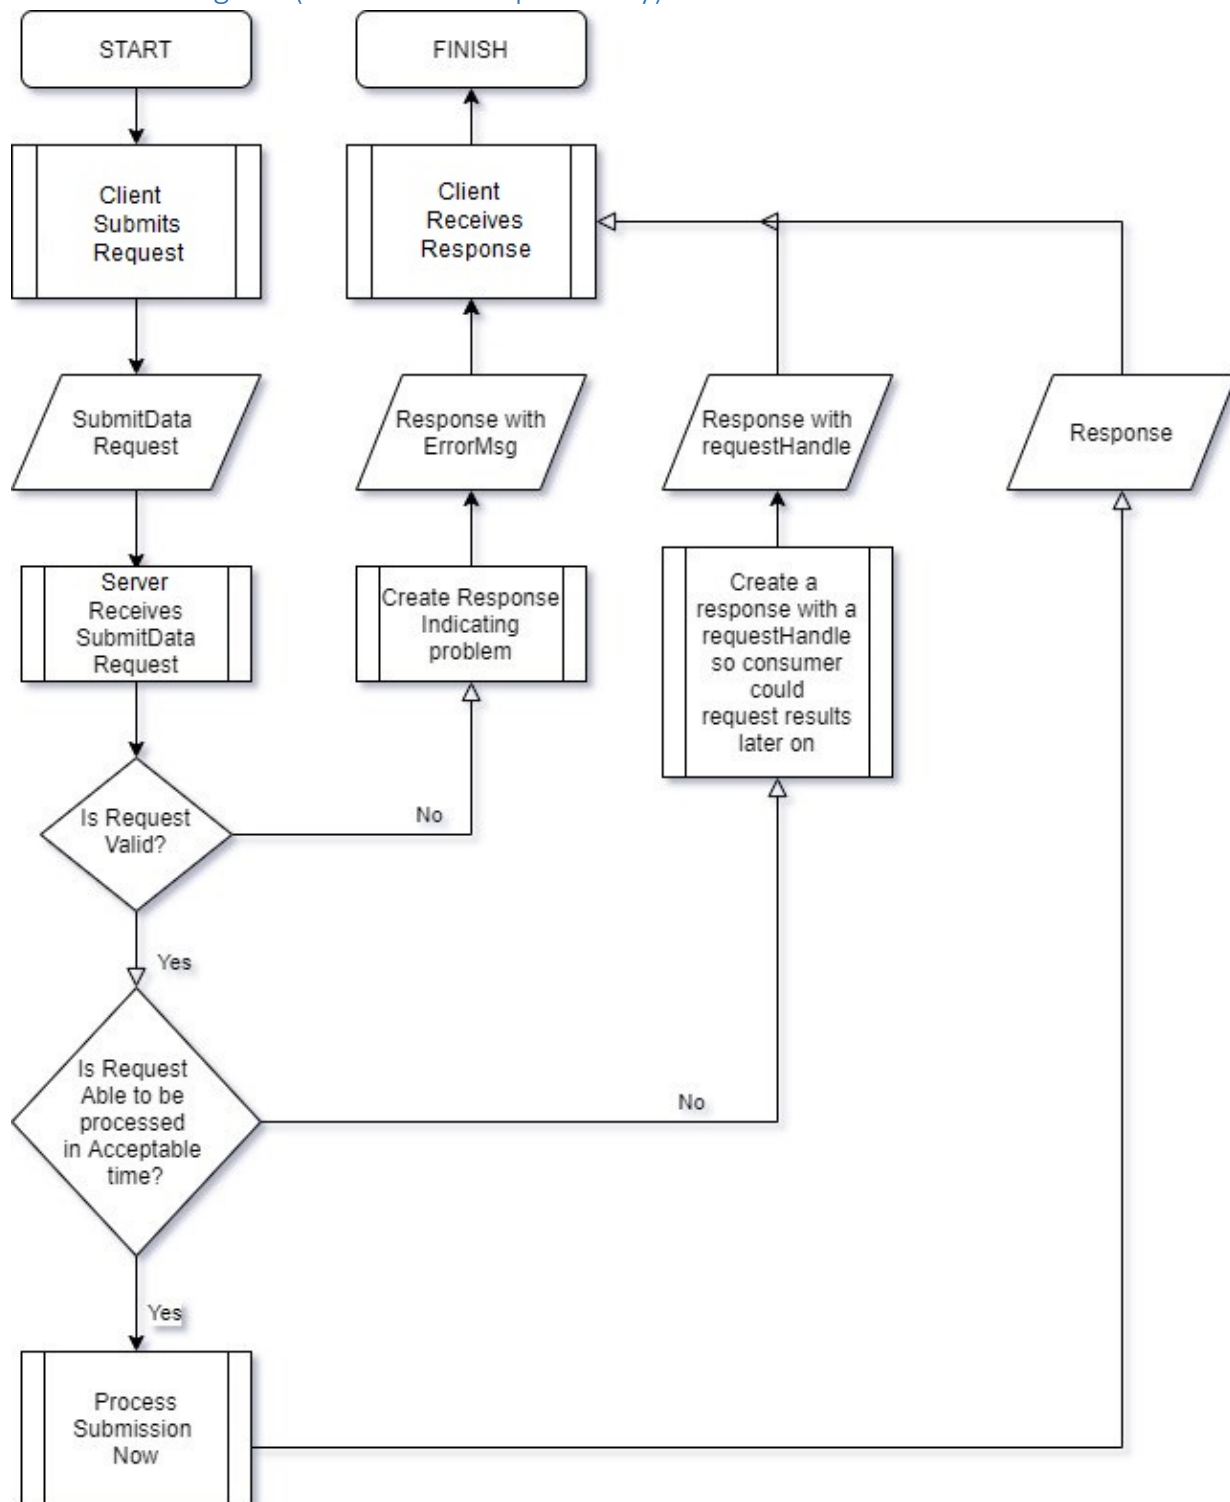 START
FINISH
Client
Submits
Request
Client
Receives
Response
SubmitData
Request
Response with
ErrorMsg
Response with
requestHandle
Response
Server
Receives
SubmitData
Request
Create Response
Indicating
problem
Create a
response with a
requestHandle
so consumer
could
request results
later on
Is Request
Valid?
No
Yes
Is Request
Able to be
processed
in Acceptable
time?
No
Yes
Process
Submission
Now